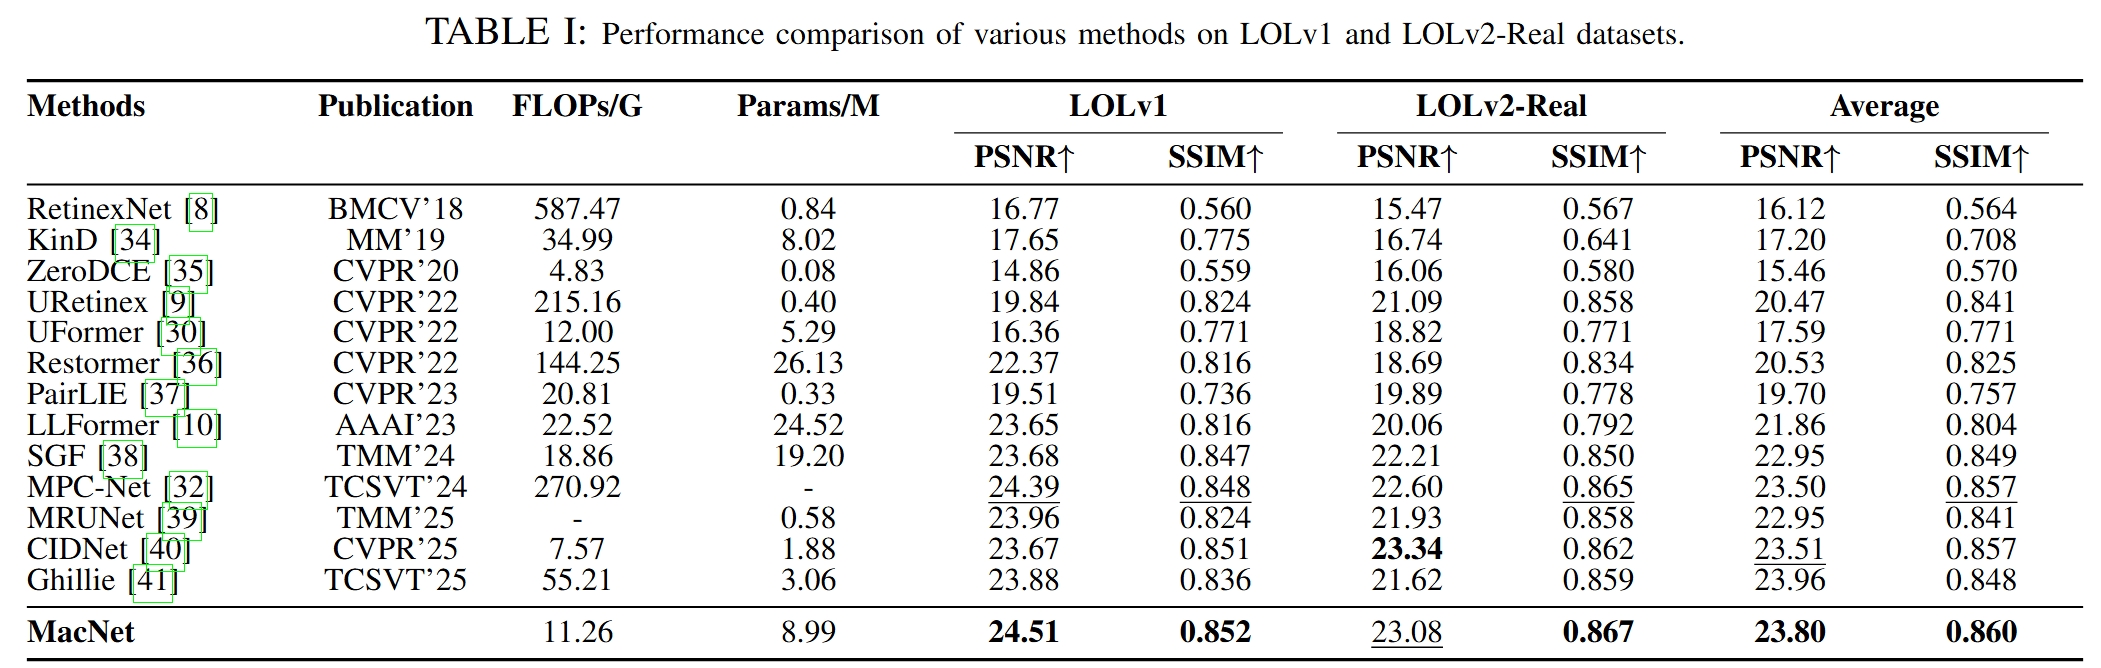 TABLE I: Performance comparison of various methods on LOLv1 and LOLv2-Real datasets.
Methods Publication FLOPs/G Params/M LOLv1 LOLv2-Real Average
PSNR↑ SSIM↑ PSNR↑ SSIM↑ PSNR↑ SSIM↑
RetinexNet [8] BMCV’18 587.47 0.84 16.77 0.560 15.47 0.567 16.12 0.564
KinD [34] MM’19 34.99 8.02 17.65 0.775 16.74 0.641 17.20 0.708
ZeroDCE [35] CVPR’20 4.83 0.08 14.86 0.559 16.06 0.580 15.46 0.570
URetinex [9] CVPR’22 215.16 0.40 19.84 0.824 21.09 0.858 20.47 0.841
UFormer [30] CVPR’22 12.00 5.29 16.36 0.771 18.82 0.771 17.59 0.771
Restormer [36] CVPR’22 144.25 26.13 22.37 0.816 18.69 0.834 20.53 0.825
PairLIE [37] CVPR’23 20.81 0.33 19.51 0.736 19.89 0.778 19.70 0.757
LLFormer [10] AAAI’23 22.52 24.52 23.65 0.816 20.06 0.792 21.86 0.804
SGF [38] TMM’24 18.86 19.20 23.68 0.847 22.21 0.850 22.95 0.849
MPC-Net [32] TCSVT’24 270.92 - 24.39 0.848 22.60 0.865 23.50 0.857
MRUNet [39] TMM’25 - 0.58 23.96 0.824 21.93 0.858 22.95 0.841
CIDNet [40] CVPR’25 7.57 1.88 23.67 0.851 23.34 0.862 23.51 0.857
Ghillie [41] TCSVT’25 55.21 3.06 23.88 0.836 21.62 0.859 23.96 0.848
MacNet 11.26 8.99 24.51 0.852 23.08 0.867 23.80 0.860